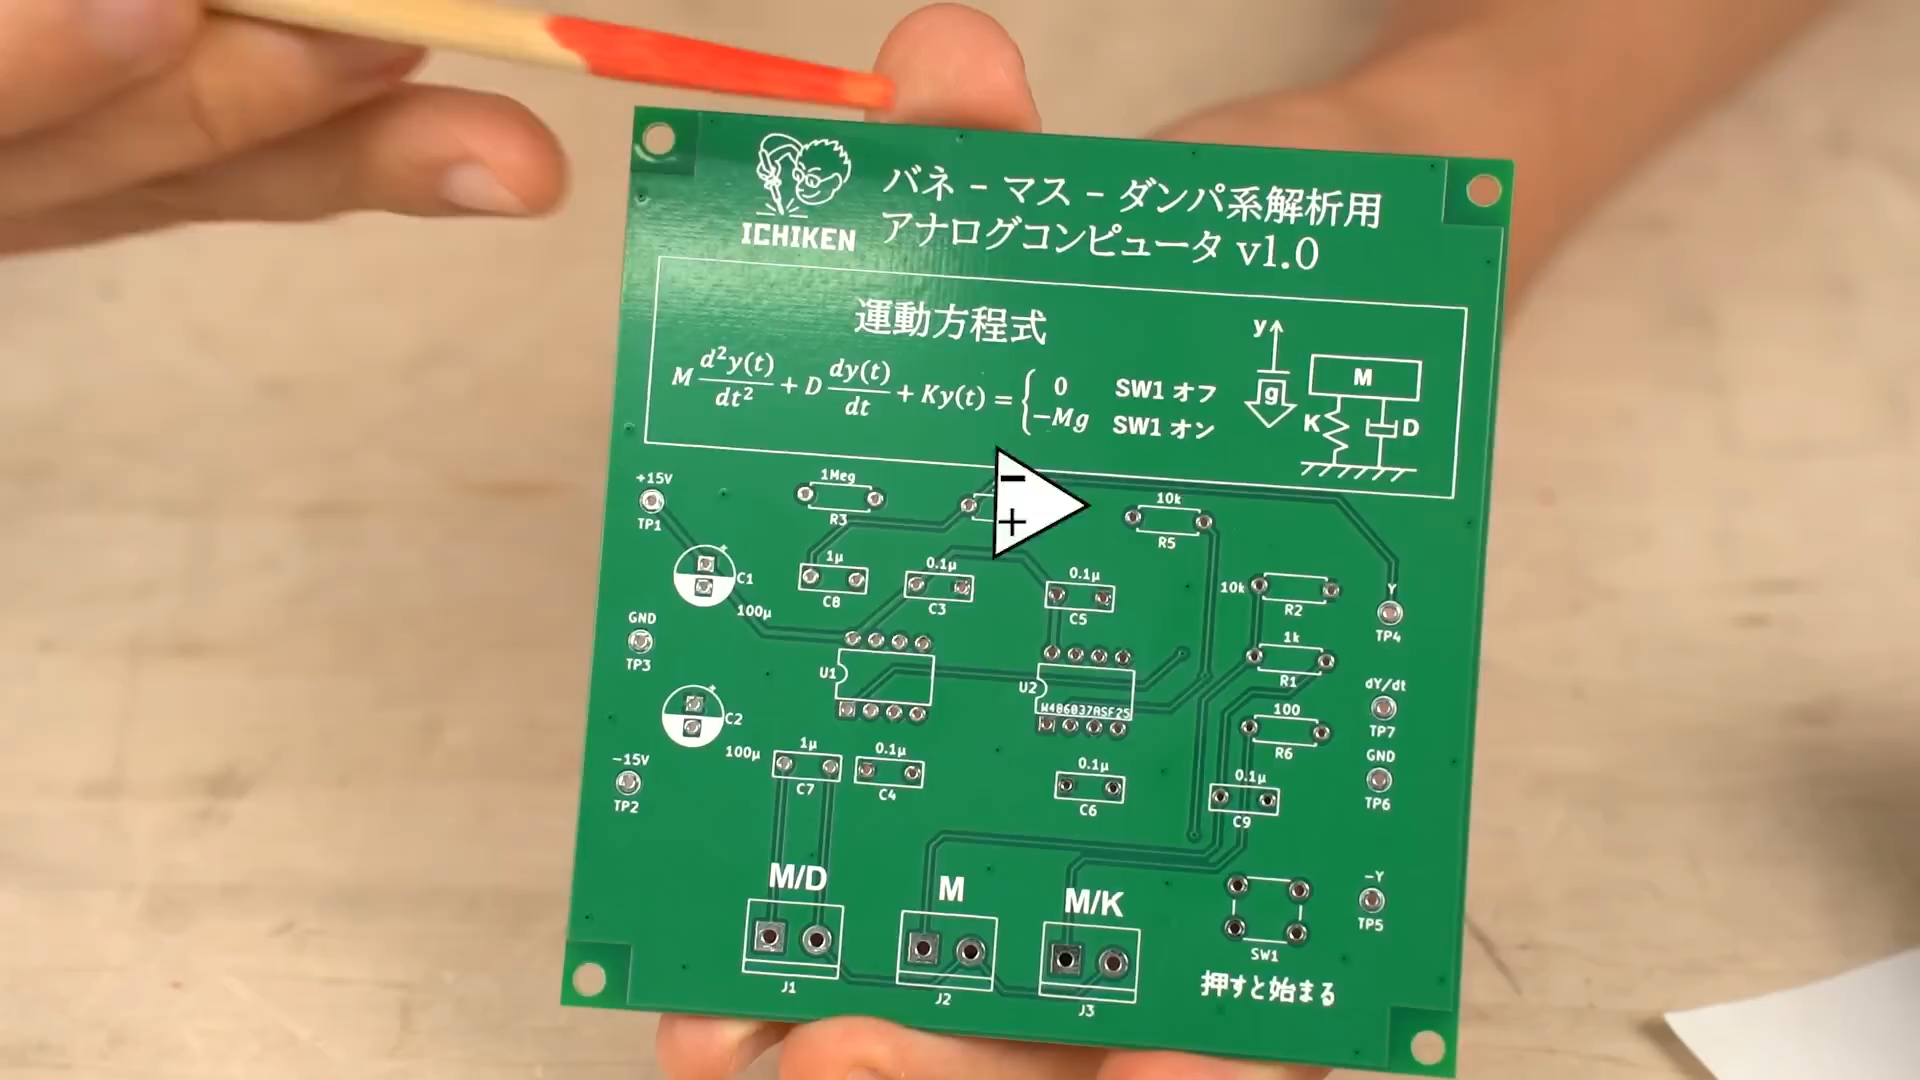 ICHIKEN
バネ－マス－ダンパ系解析用
アナログコンピュータ v1.0
運動方程式
M d²y(t)/dt² + D dy(t)/dt + Ky(t) = { 0 SW1 オフ
−Mg SW1 オン
y
g
M
K
D
+15V
TP1
1Meg
R3
−
+
10k
R5
C1
100µ
1µ
C8
0.1µ
C3
0.1µ
C5
10k
R2
Y
TP4
GND
TP3
U1
U2
W486037ASF25
1k
R1
dY/dt
TP7
C2
100µ
100
R6
GND
TP6
−15V
TP2
1µ
C7
0.1µ
C4
0.1µ
C6
0.1µ
C9
M/D
J1
M
J2
M/K
J3
SW1
押すと始まる
−Y
TP5